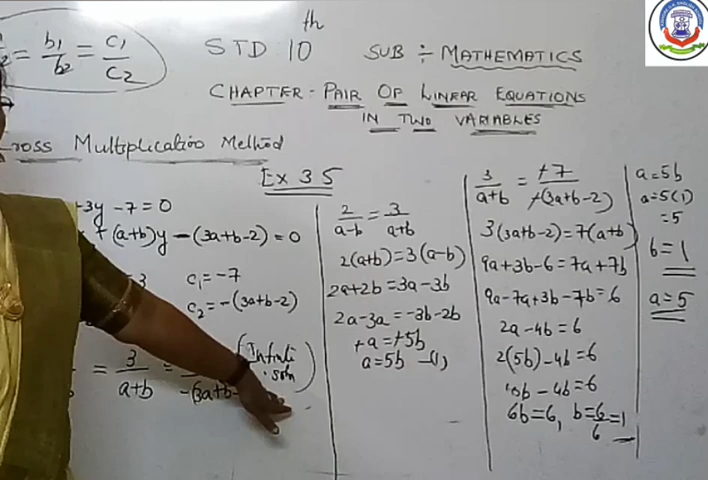 b1/b2 = c1/c2
STD 10th SUB ÷ MATHEMATICS
CHAPTER - PAIR OF LINEAR EQUATIONS
IN TWO VARIABLES
Cross Multiplication Method
Ex 3 5
+3y -7 = 0
+ (a+b)y - (3a+b-2) = 0
c1 = -7
c2 = -(3a+b-2)
= 3/(a+b) =
(Infiniti
soln)
2/(a-b) = 3/(a+b)
2(a+b) = 3(a-b)
2a+2b = 3a-3b
2a-3a = -3b-2b
+a = +5b
a = 5b —(1)
3/(a+b) = +7/+(3a+b-2)
3(3a+b-2) = 7(a+b)
9a+3b-6 = 7a+7b
9a-7a+3b-7b = 6
2a-4b = 6
2(5b)-4b = 6
10b-4b = 6
6b = 6, b = 6/6 = 1
a = 5b
a = 5(1)
= 5
b = 1
a = 5